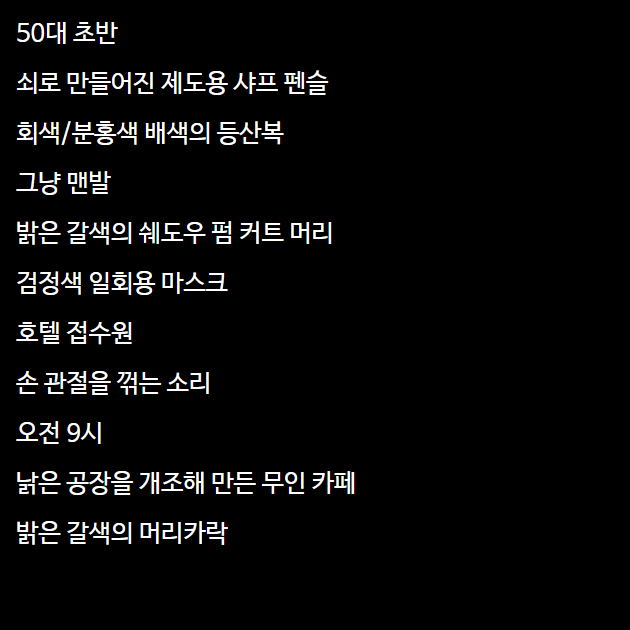 50대 초반
쇠로 만들어진 제도용 샤프 펜슬
회색/분홍색 배색의 등산복
그냥 맨발
밝은 갈색의 쉐도우 펌 커트 머리
검정색 일회용 마스크
호텔 접수원
손 관절을 꺾는 소리
오전 9시
낡은 공장을 개조해 만든 무인 카페
밝은 갈색의 머리카락